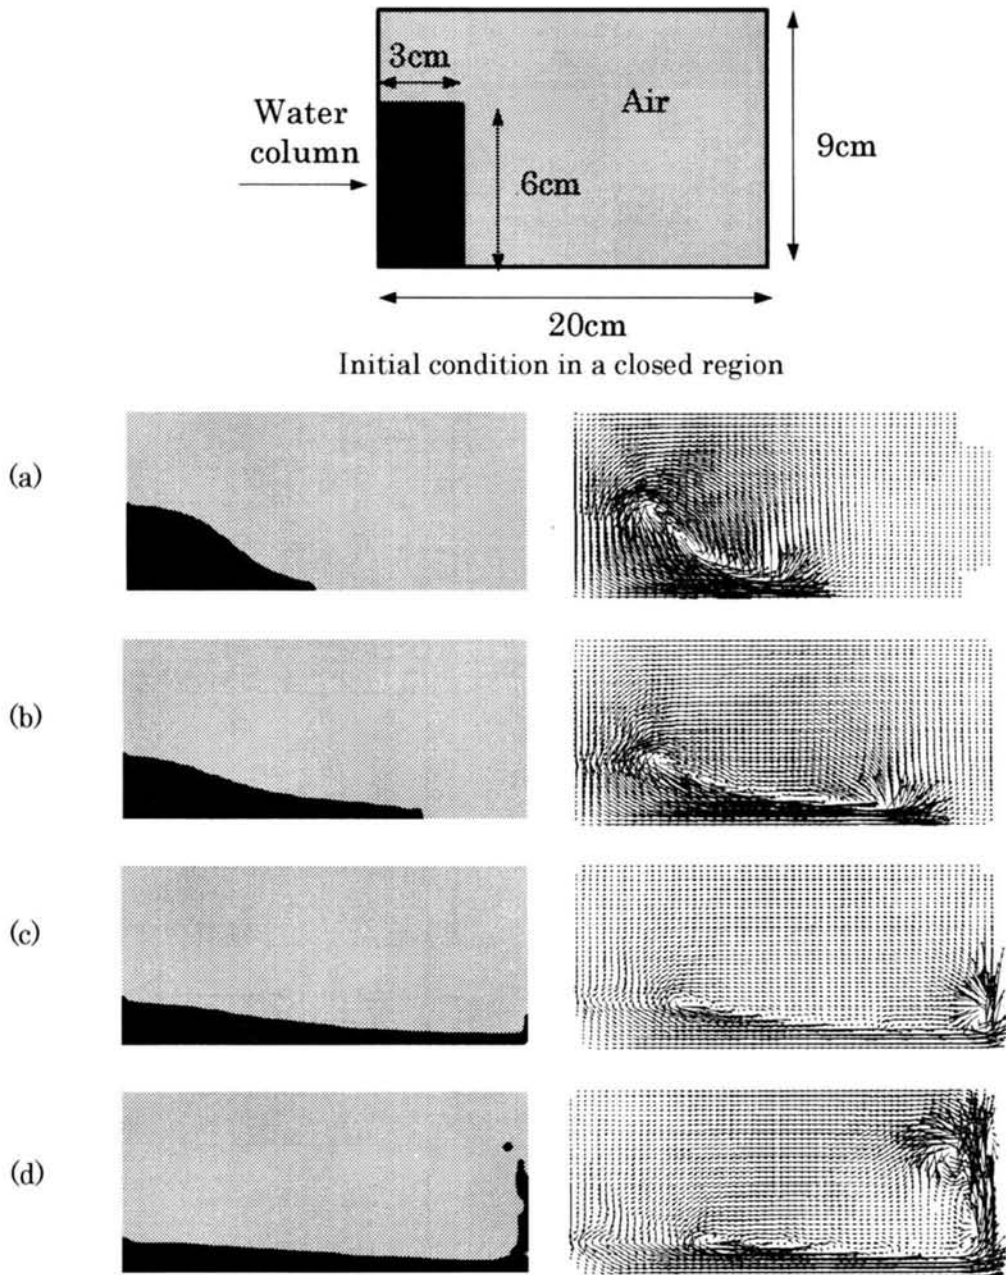 3cm
Air
Water
column
6cm
9cm
20cm
Initial condition in a closed region
(a)
(b)
(c)
(d)